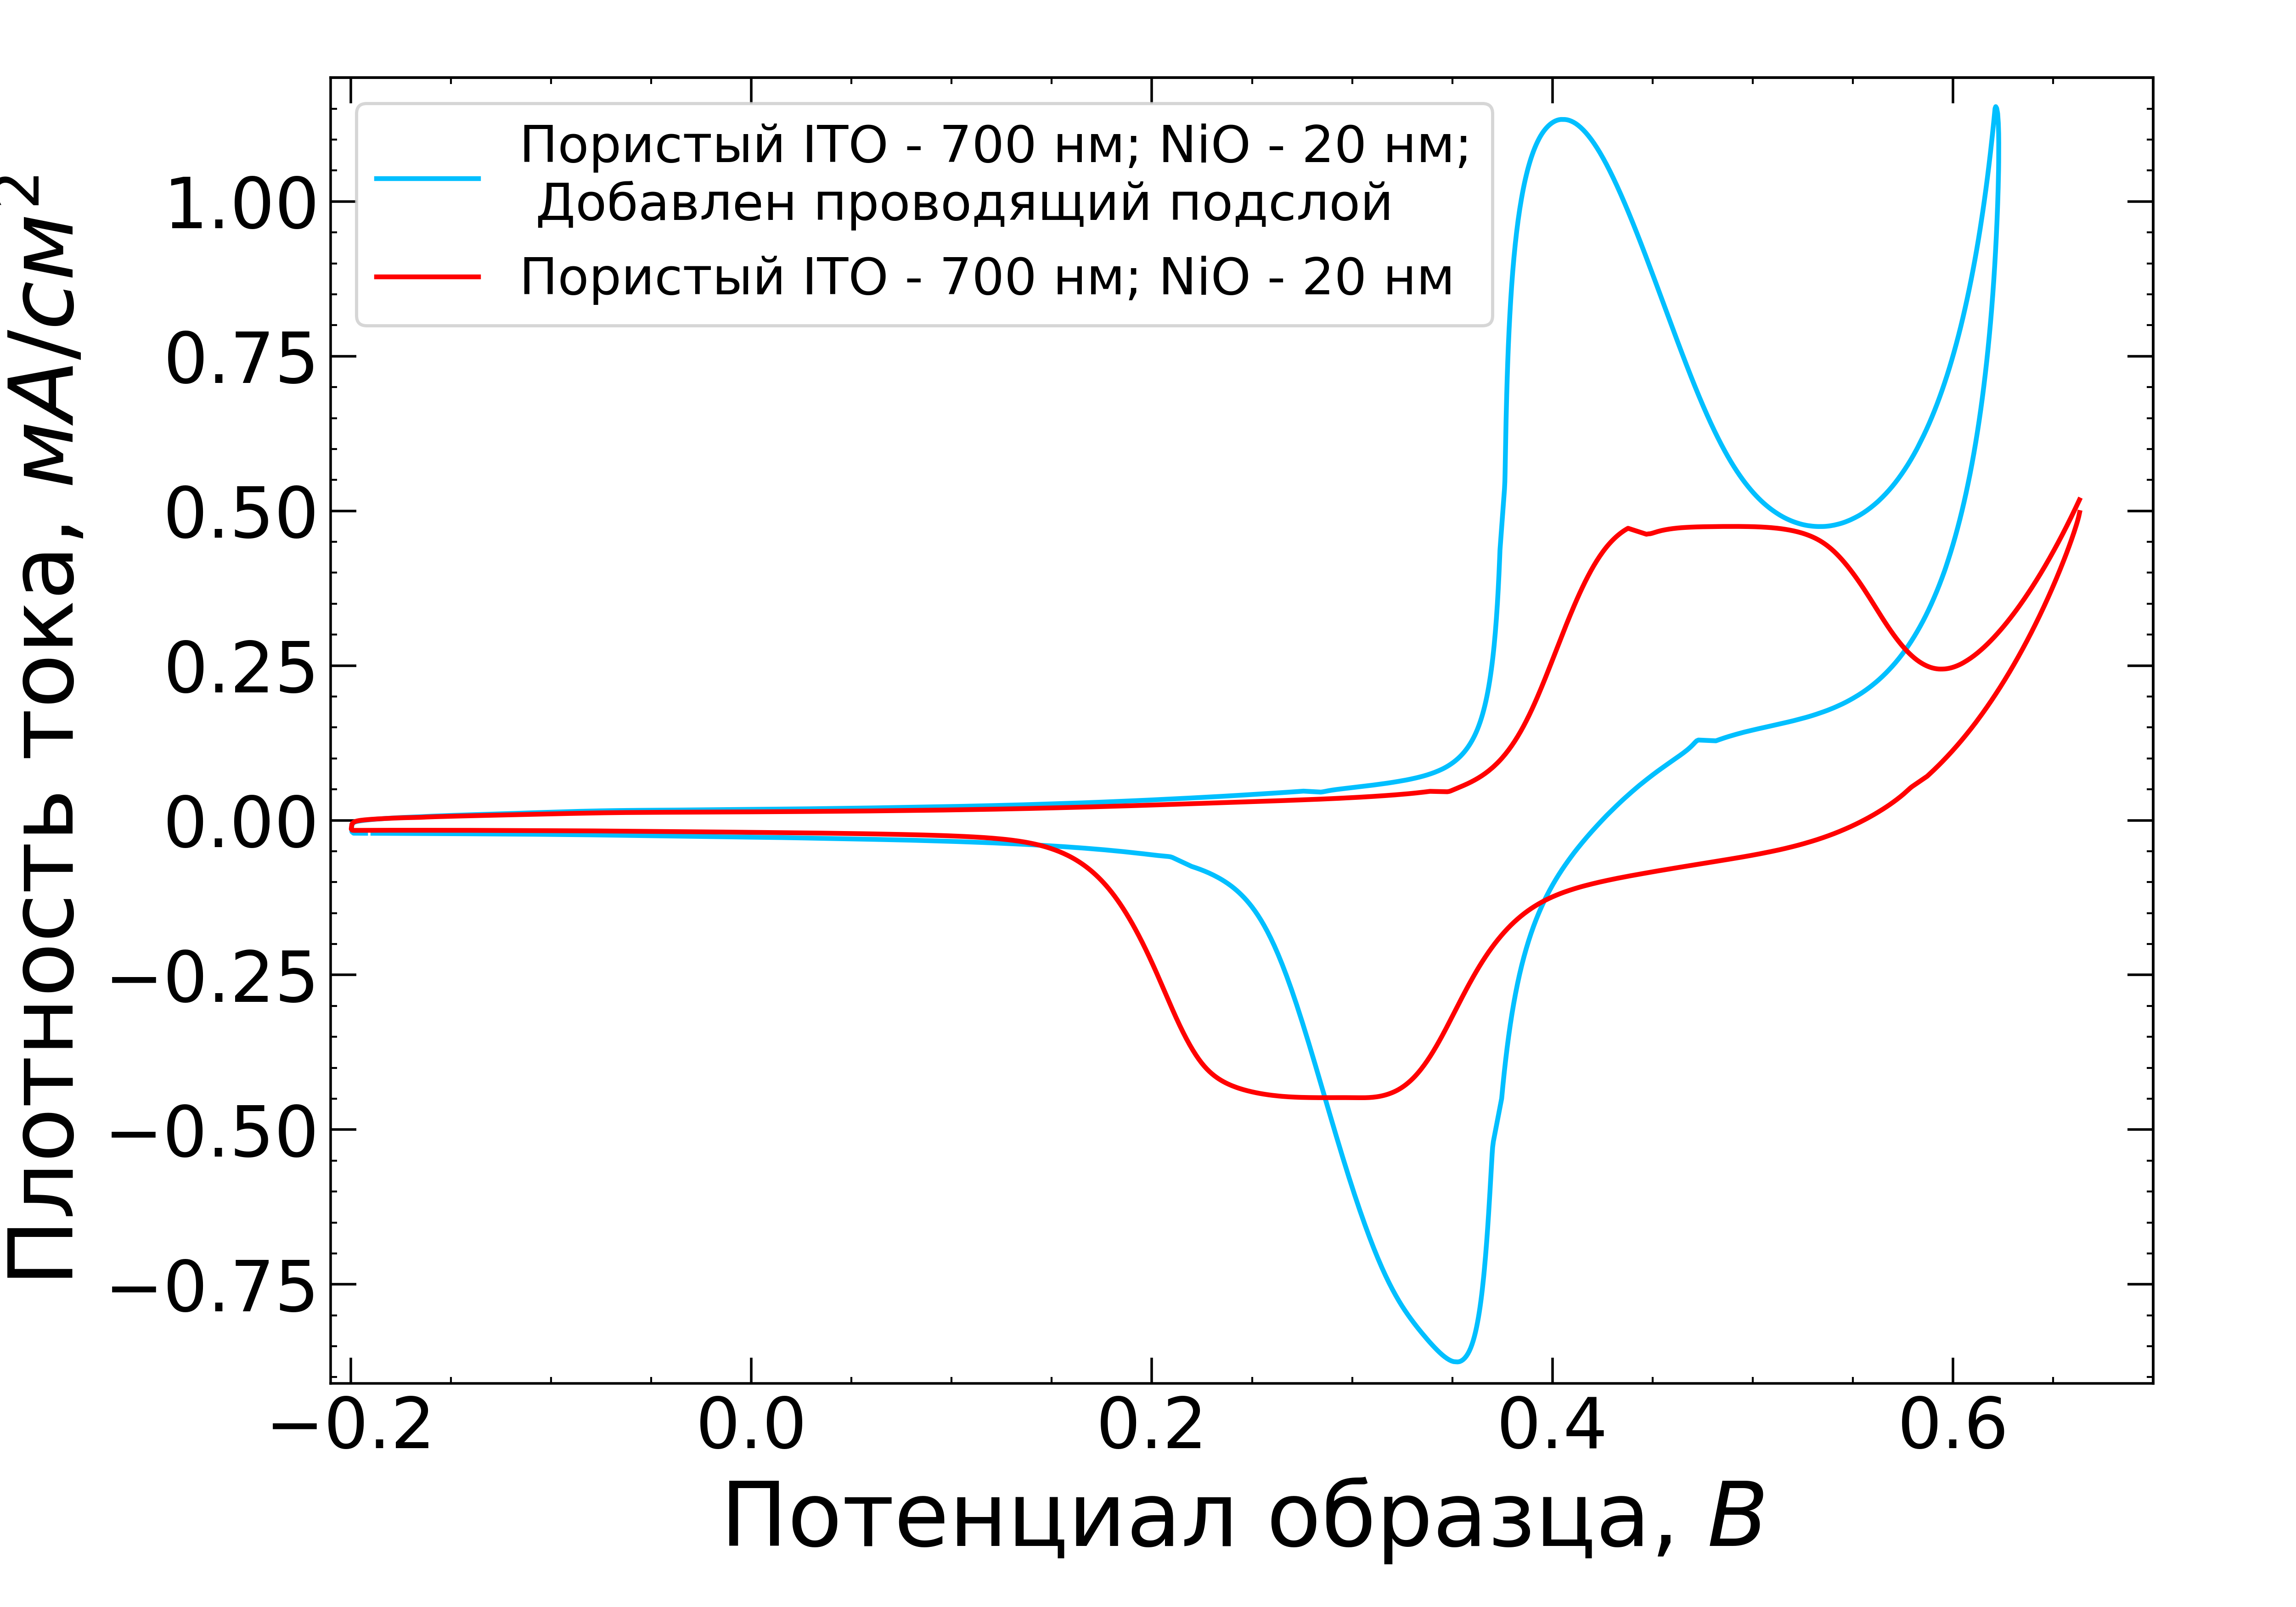 Пористый ITO - 700 нм; NiO - 20 нм;
Добавлен проводящий подслой
Пористый ITO - 700 нм; NiO - 20 нм
Плотность тока, мА/см²
1.00
0.75
0.50
0.25
0.00
−0.25
−0.50
−0.75
−0.2 0.0 0.2 0.4 0.6
Потенциал образца, В